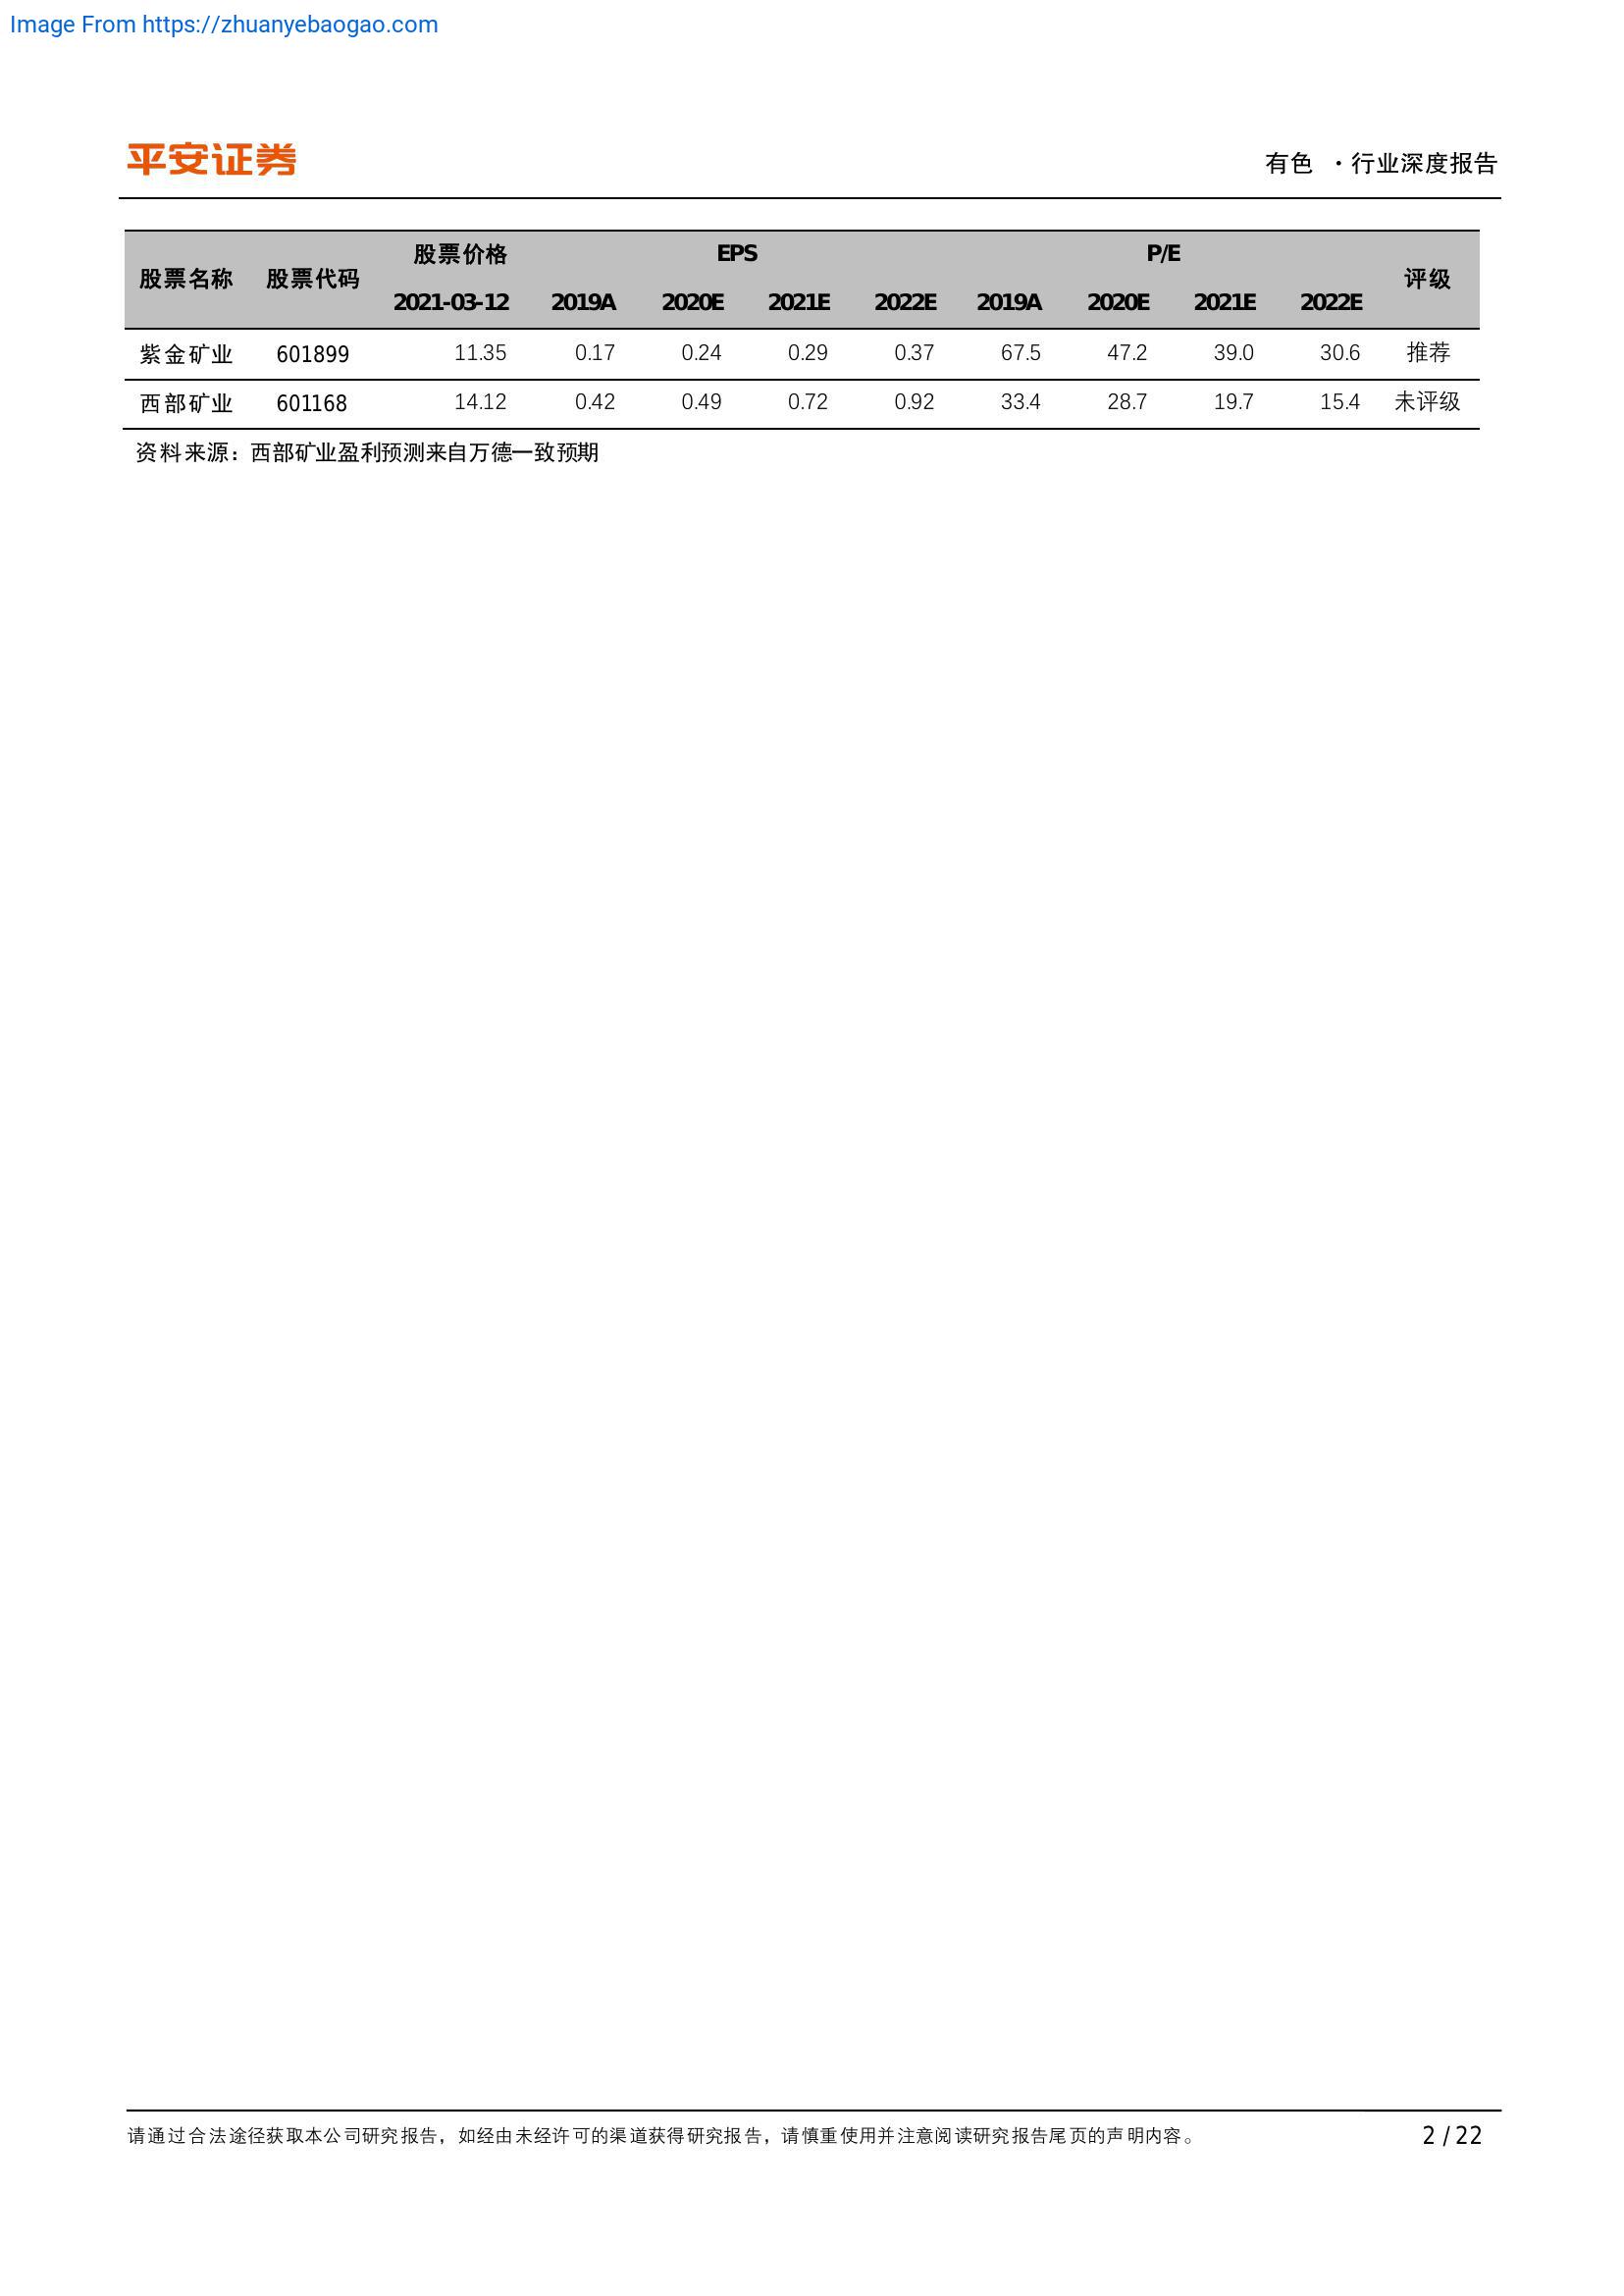 Image From https://zhuanyebaogao.com
平安证券
有色 ·行业深度报告
股票名称 股票代码 股票价格 EPS P/E 评级
2021-03-12 2019A 2020E 2021E 2022E 2019A 2020E 2021E 2022E
紫金矿业 601899 11.35 0.17 0.24 0.29 0.37 67.5 47.2 39.0 30.6 推荐
西部矿业 601168 14.12 0.42 0.49 0.72 0.92 33.4 28.7 19.7 15.4 未评级
资料来源：西部矿业盈利预测来自万德一致预期
请通过合法途径获取本公司研究报告，如经由未经许可的渠道获得研究报告，请慎重使用并注意阅读研究报告尾页的声明内容。 2 / 22